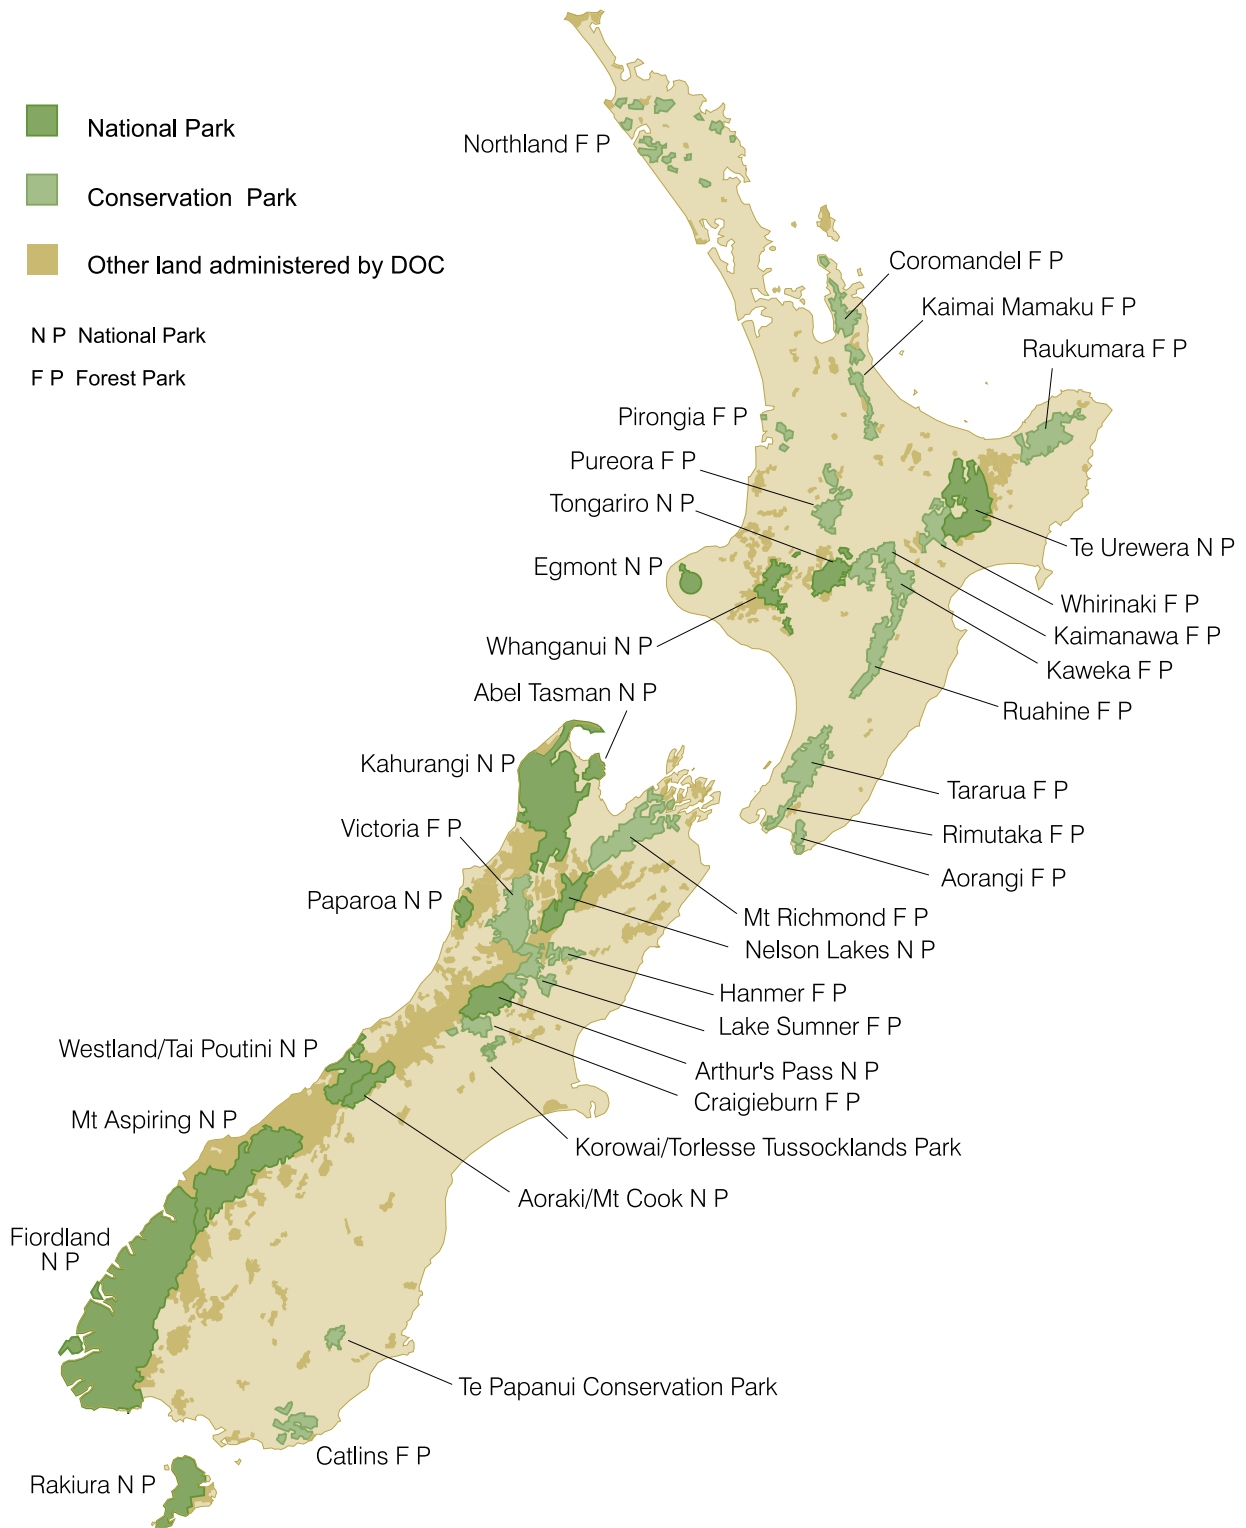 National Park
Conservation Park
Other land administered by DOC
N P National Park
F P Forest Park
Northland F P
Coromandel F P
Kaimai Mamaku F P
Raukumara F P
Pirongia F P
Pureora F P
Tongariro N P
Te Urewera N P
Egmont N P
Whirinaki F P
Kaimanawa F P
Whanganui N P
Kaweka F P
Abel Tasman N P
Ruahine F P
Kahurangi N P
Tararua F P
Victoria F P
Rimutaka F P
Aorangi F P
Paparoa N P
Mt Richmond F P
Nelson Lakes N P
Hanmer F P
Lake Sumner F P
Westland/Tai Poutini N P
Arthur's Pass N P
Craigieburn F P
Mt Aspiring N P
Korowai/Torlesse Tussocklands Park
Aoraki/Mt Cook N P
Fiordland
N P
Te Papanui Conservation Park
Catlins F P
Rakiura N P